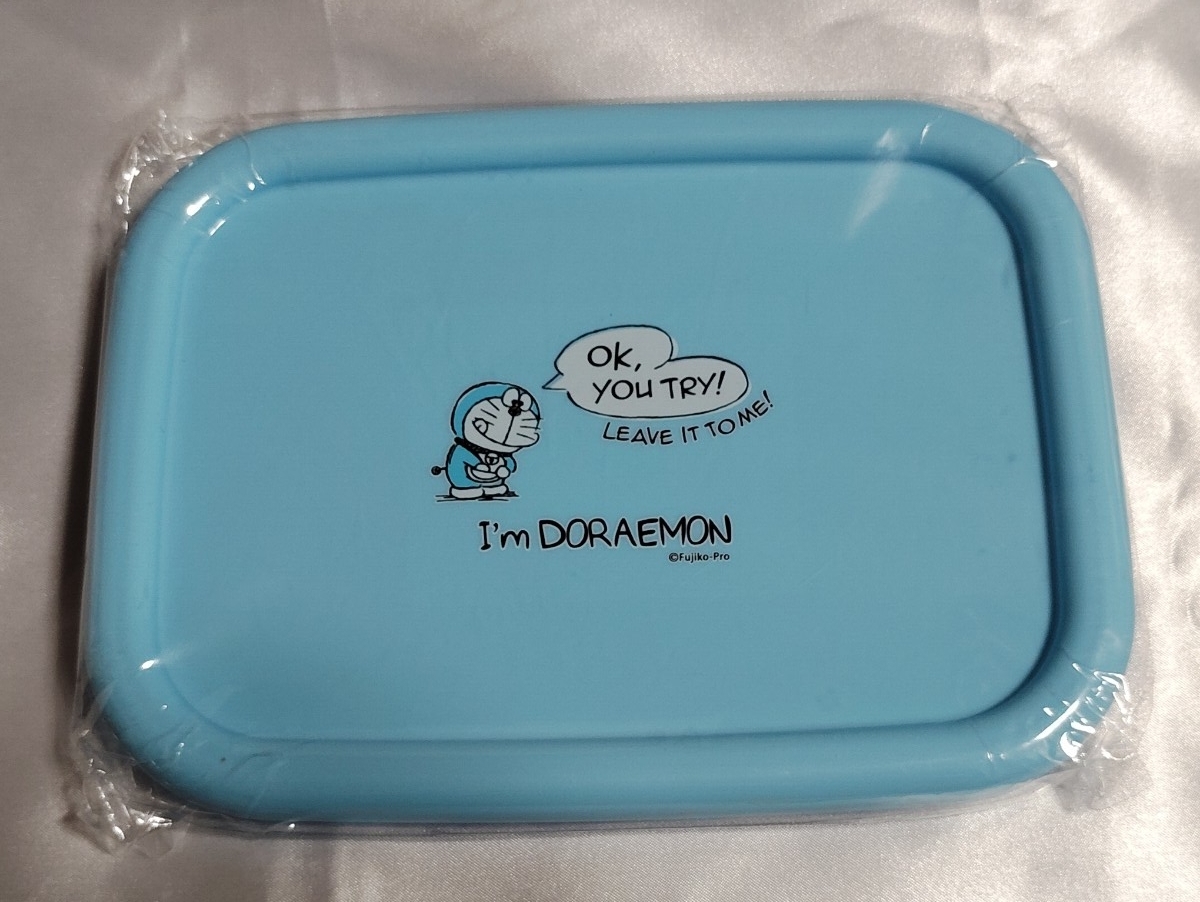 OK,
YOU TRY!
LEAVE IT TO ME!
I'm DORAEMON
©Fujiko-Pro